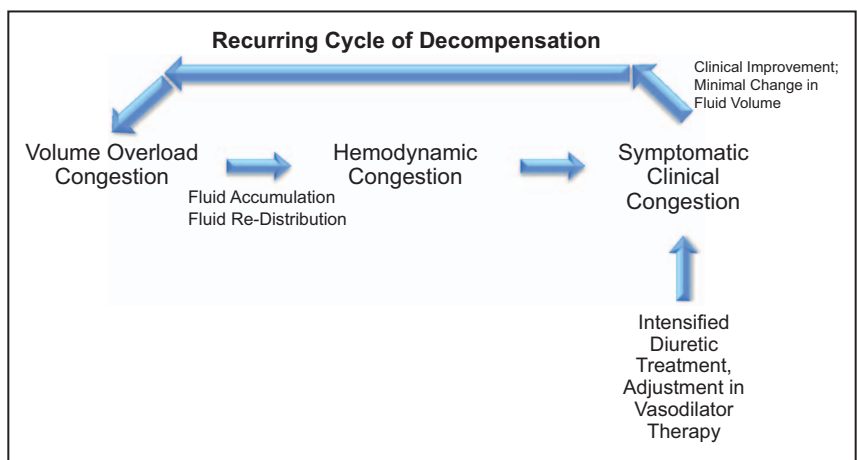 Recurring Cycle of Decompensation
Clinical Improvement;
Minimal Change in
Fluid Volume
Volume Overload
Congestion
Fluid Accumulation
Fluid Re-Distribution
Hemodynamic
Congestion
Symptomatic
Clinical
Congestion
Intensified
Diuretic
Treatment,
Adjustment in
Vasodilator
Therapy